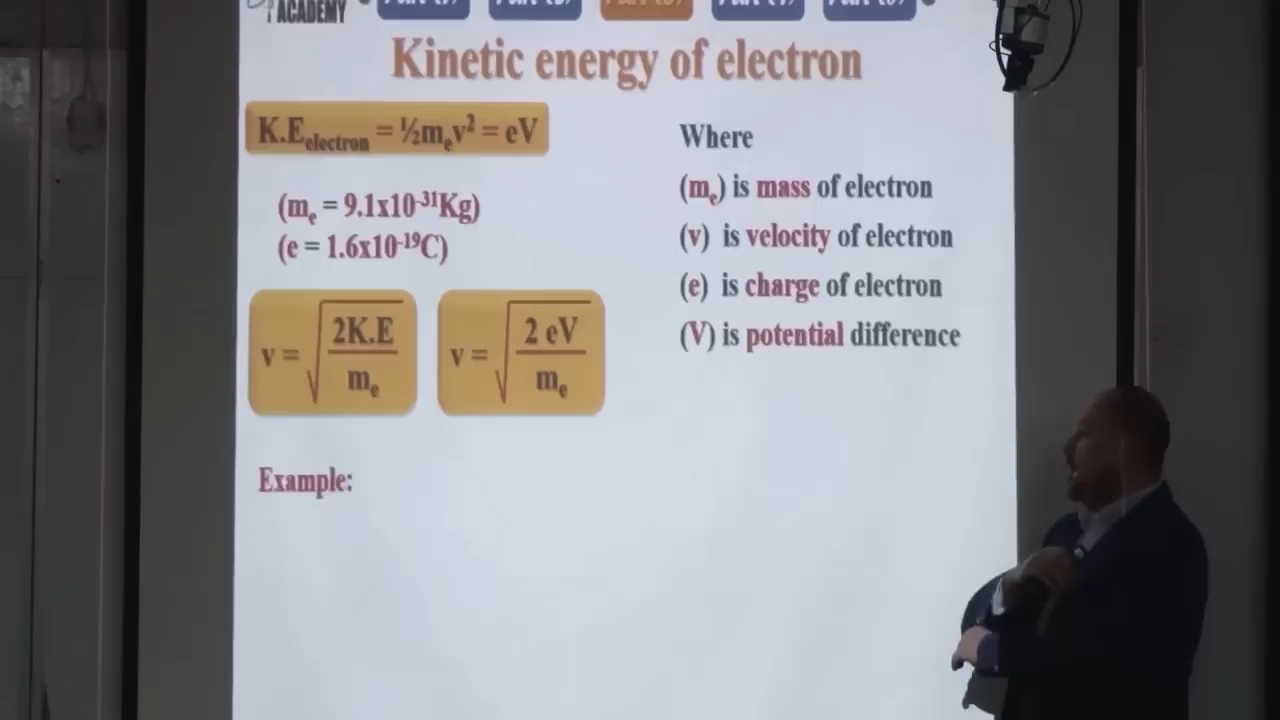 ACADEMY
Kinetic energy of electron
K.E electron = ½mₑv² = eV
(mₑ = 9.1x10⁻³¹Kg)
(e = 1.6x10⁻¹⁹C)
v = √ 2K.E / mₑ
v = √ 2 eV / mₑ
Where
(mₑ) is mass of electron
(v) is velocity of electron
(e) is charge of electron
(V) is potential difference
Example: